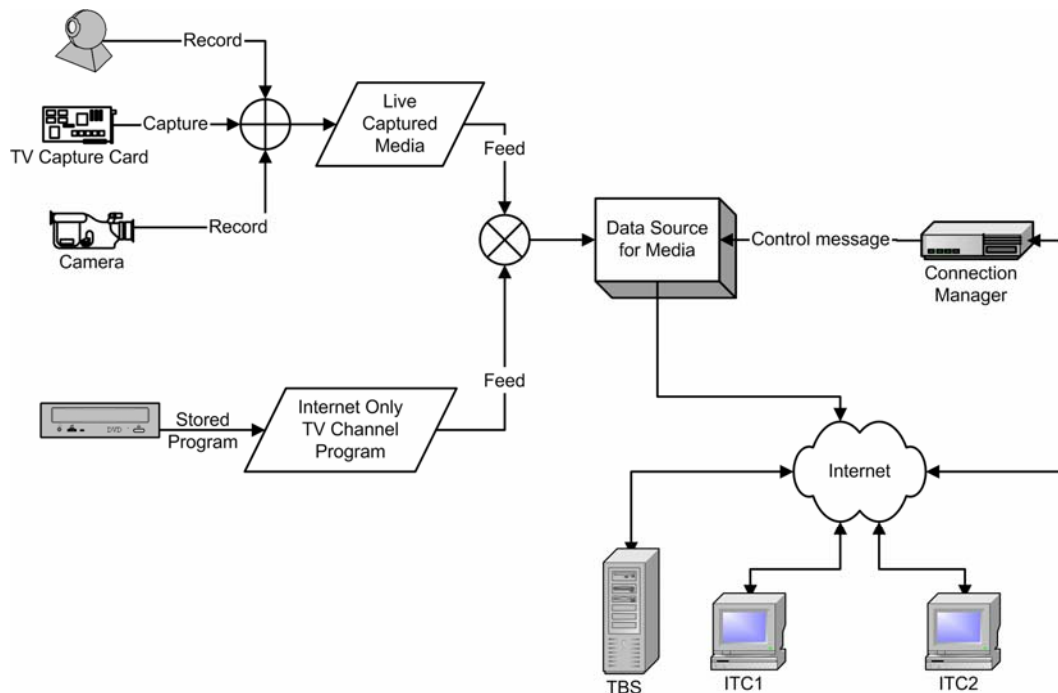 Record
Capture
TV Capture Card
Record
Camera
Live
Captured
Media
Feed
Data Source
for Media
Control message
Connection
Manager
Feed
DVD
Stored
Program
Internet Only
TV Channel
Program
Internet
TBS
ITC1
ITC2